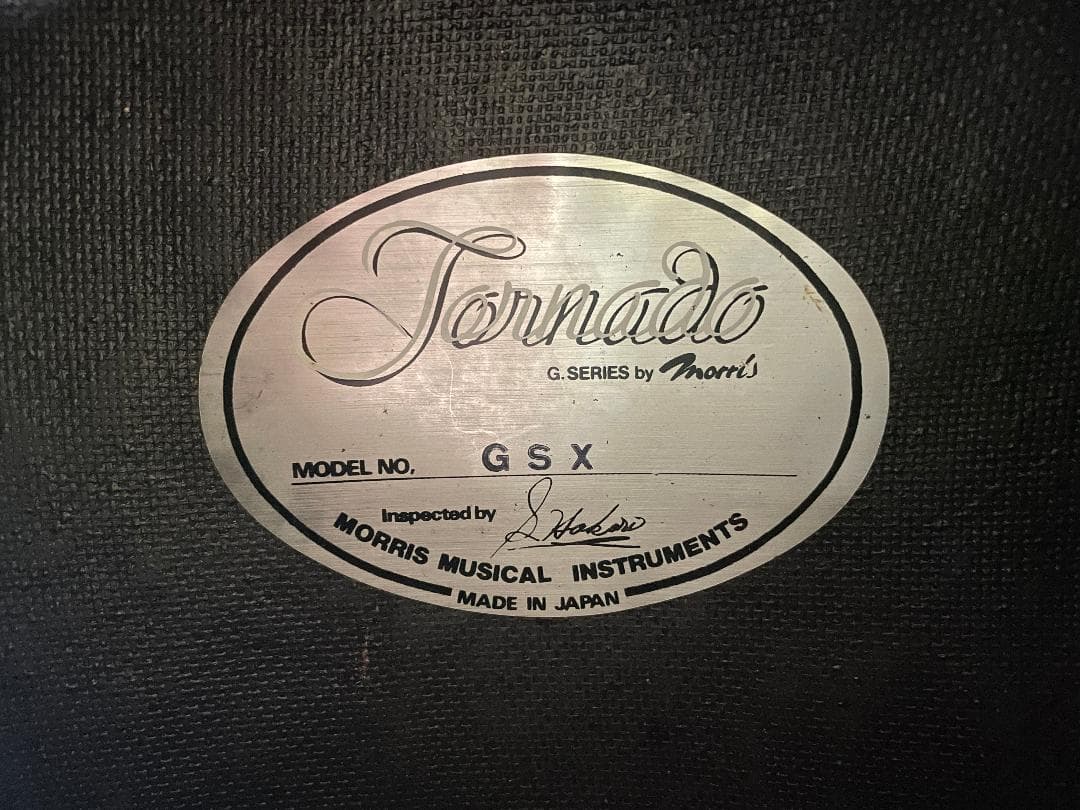 Tornado
G. SERIES by Morris
MODEL NO. GSX
Inspected by
MORRIS MUSICAL INSTRUMENTS
MADE IN JAPAN